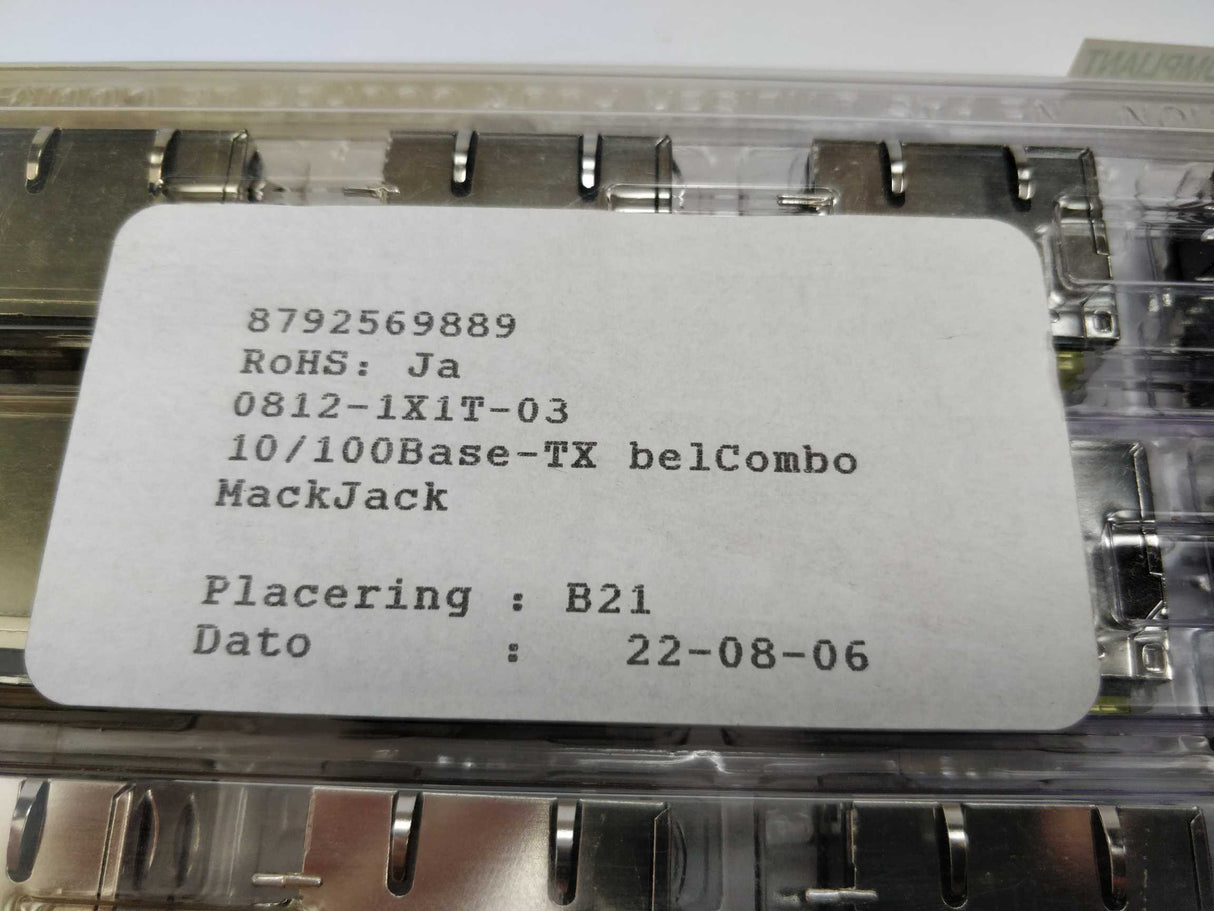 8792569889
RoHS: Ja
0812-1X1T-03
10/100Base-TX belCombo
MackJack
Placering : B21
Dato : 22-08-06